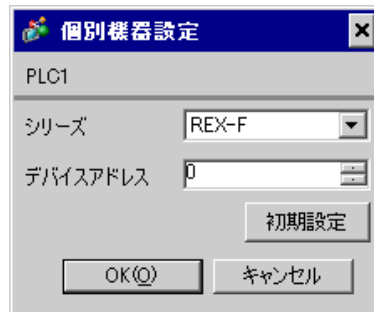 個別機器設定
PLC1
シリーズ REX-F
デバイスアドレス 0
初期設定
OK(O) キャンセル